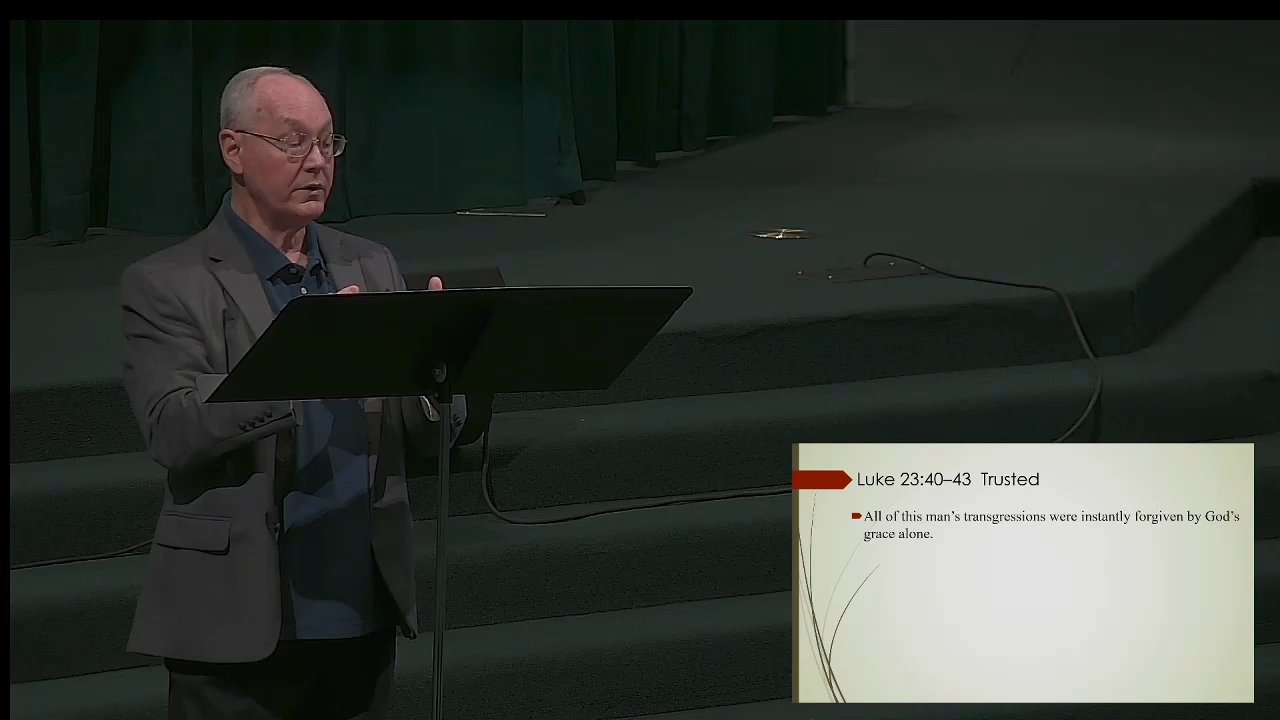 Luke 23:40–43  Trusted
All of this man's transgressions were instantly forgiven by God's
grace alone.